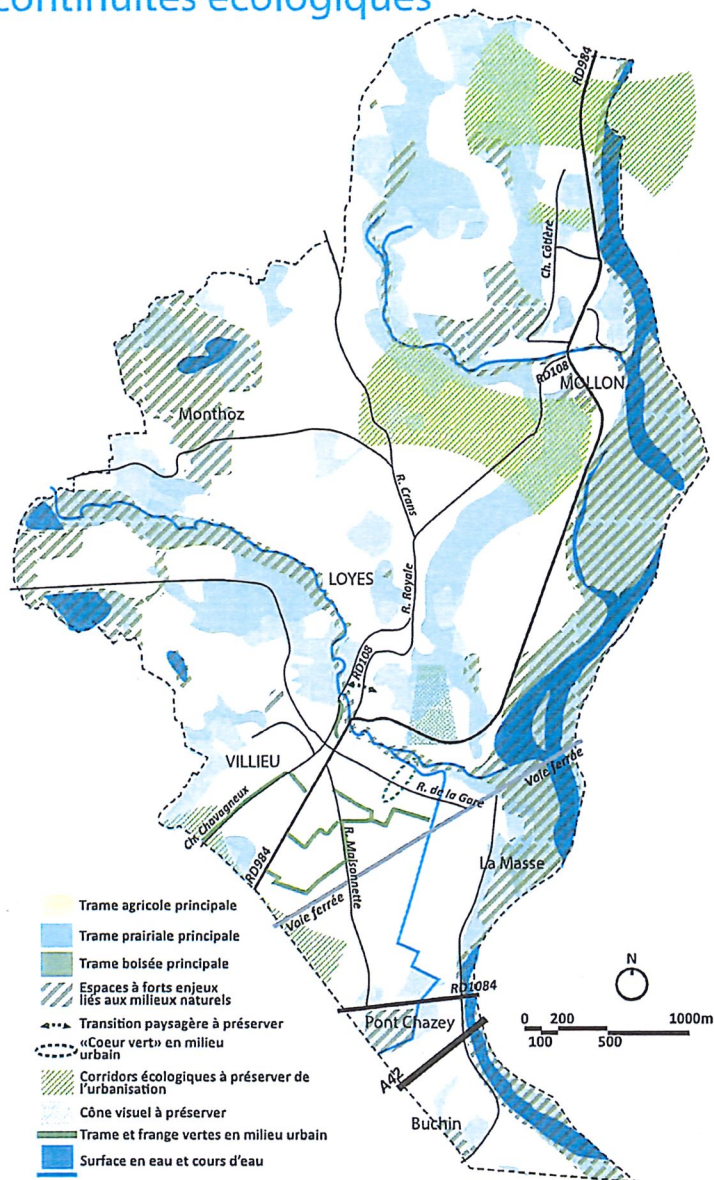 continuités écologiques
RD984
Ch. Côtière
RD108
MOLLON
Monthoz
R. Crans
LOYES
R. Royale
RD108
VILLIEU
Voie ferrée
R. de la Gare
Ch. Chavagneux
R. Maisonnette
La Masse
RD984
Voie ferrée
RD1084
Pont Chazey
A42
Buchin
N
0 200 1000m
100 500
Trame agricole principale
Trame prairiale principale
Trame boisée principale
Espaces à forts enjeux
liés aux milieux naturels
Transition paysagère à préserver
«Coeur vert» en milieu
urbain
Corridors écologiques à préserver de
l'urbanisation
Cône visuel à préserver
Trame et frange vertes en milieu urbain
Surface en eau et cours d'eau